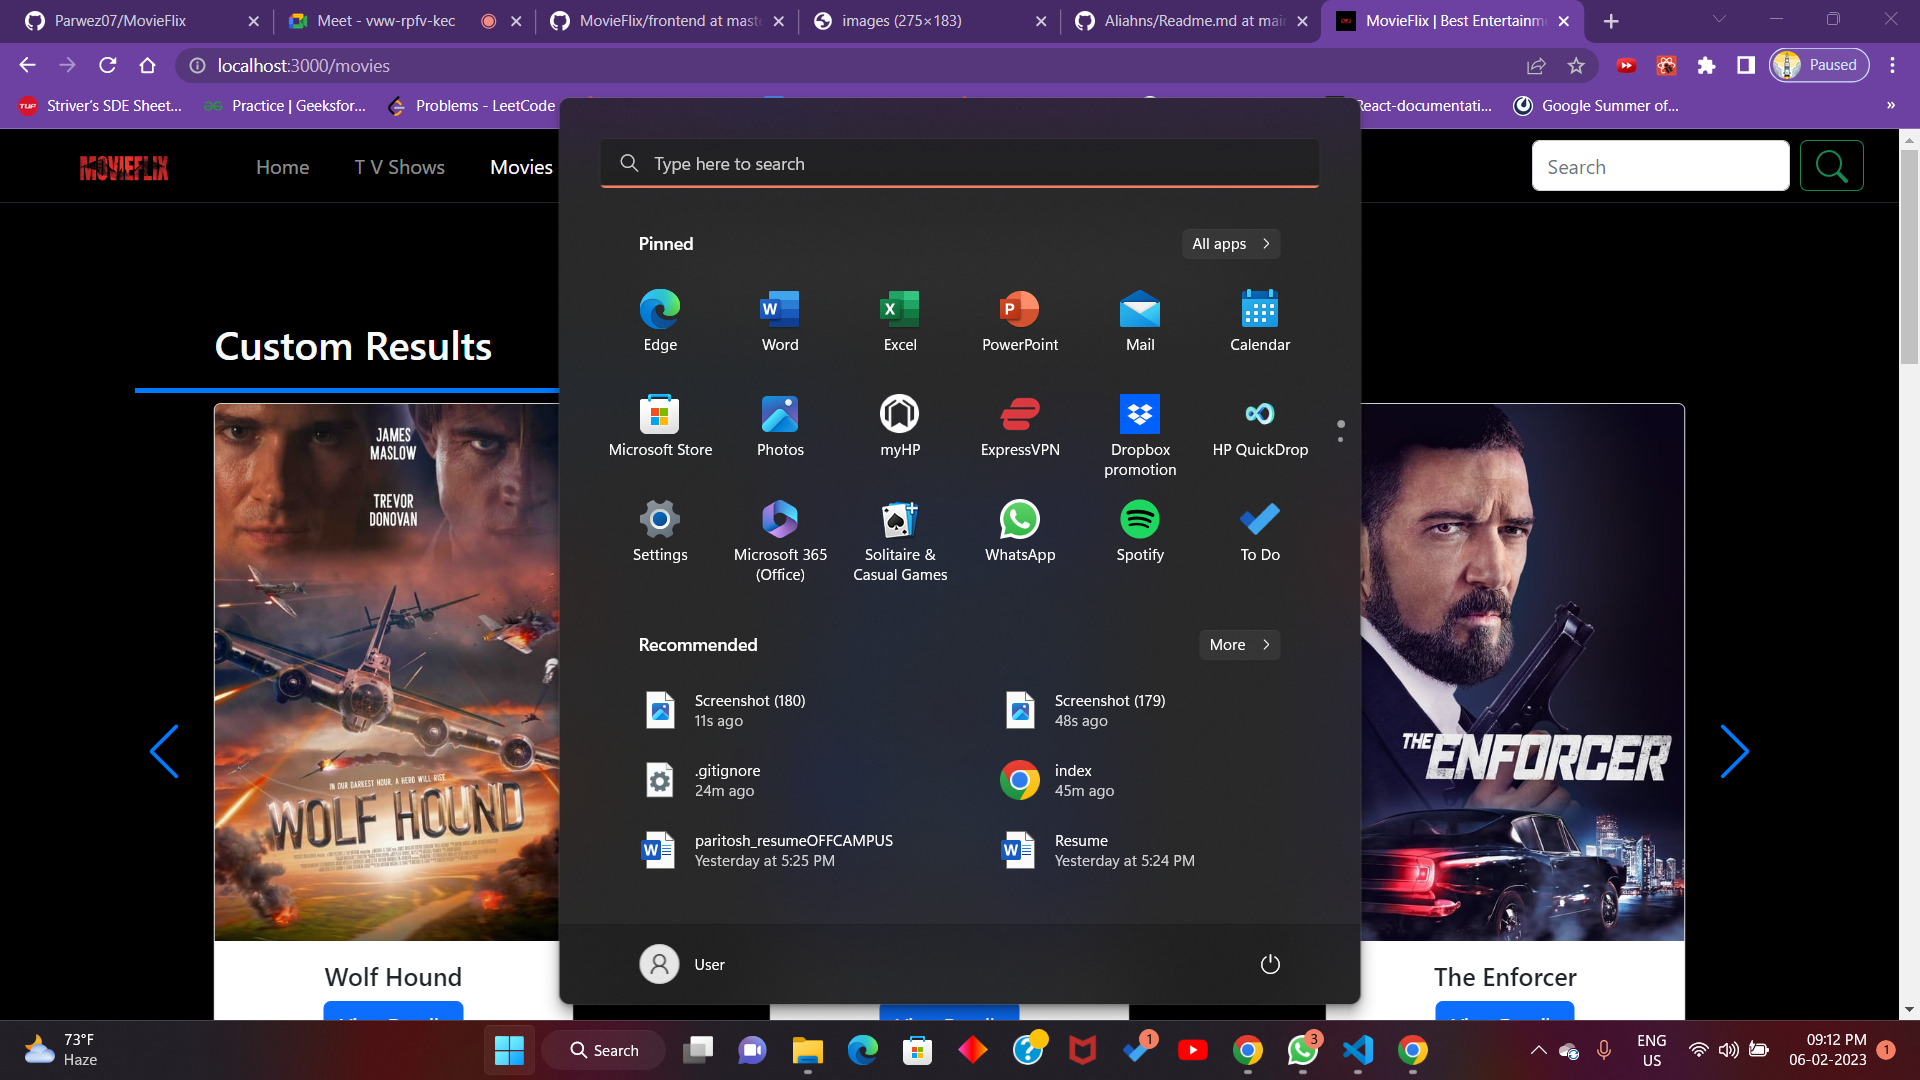 Parwez07/MovieFlix
Meet - vww-rpfv-kec
MovieFlix/frontend at mast
images (275×183)
Aliahns/Readme.md at mai
MovieFlix | Best Entertainm
localhost:3000/movies
Paused
Striver's SDE Sheet...
Practice | Geeksfor...
Problems - LeetCode
React-documentati...
Google Summer of...
MOVIEFLIX
Home
T V Shows
Movies
Search
Type here to search
Pinned
All apps
Edge
Word
Excel
PowerPoint
Mail
Calendar
Microsoft Store
Photos
myHP
ExpressVPN
Dropbox
promotion
HP QuickDrop
Settings
Microsoft 365
(Office)
Solitaire &
Casual Games
WhatsApp
Spotify
To Do
Recommended
More
Screenshot (180)
11s ago
Screenshot (179)
48s ago
.gitignore
24m ago
index
45m ago
paritosh_resumeOFFCAMPUS
Yesterday at 5:25 PM
Resume
Yesterday at 5:24 PM
User
Custom Results
JAMES
MASLOW
TREVOR
DONOVAN
IN OUR DARKEST HOUR, A HERO WILL RISE
WOLF HOUND
Wolf Hound
THE ENFORCER
The Enforcer
73°F
Haze
Search
1
3
ENG
US
09:12 PM
06-02-2023
1